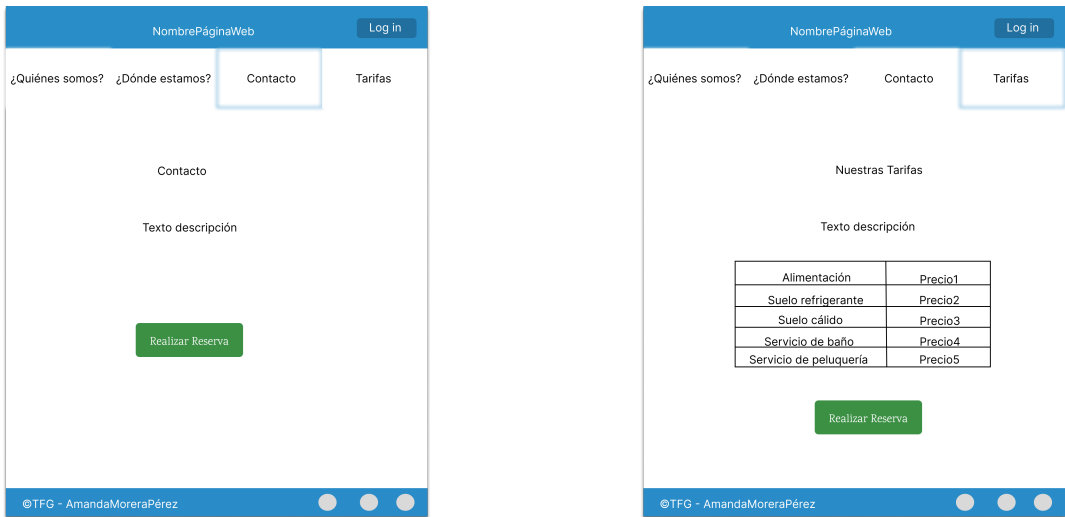 NombrePáginaWeb
Log in
¿Quiénes somos? ¿Dónde estamos? Contacto Tarifas
Contacto
Texto descripción
Realizar Reserva
©TFG - AmandaMoreraPérez
NombrePáginaWeb
Log in
¿Quiénes somos? ¿Dónde estamos? Contacto Tarifas
Nuestras Tarifas
Texto descripción
Alimentación Precio1
Suelo refrigerante Precio2
Suelo cálido Precio3
Servicio de baño Precio4
Servicio de peluquería Precio5
Realizar Reserva
©TFG - AmandaMoreraPérez